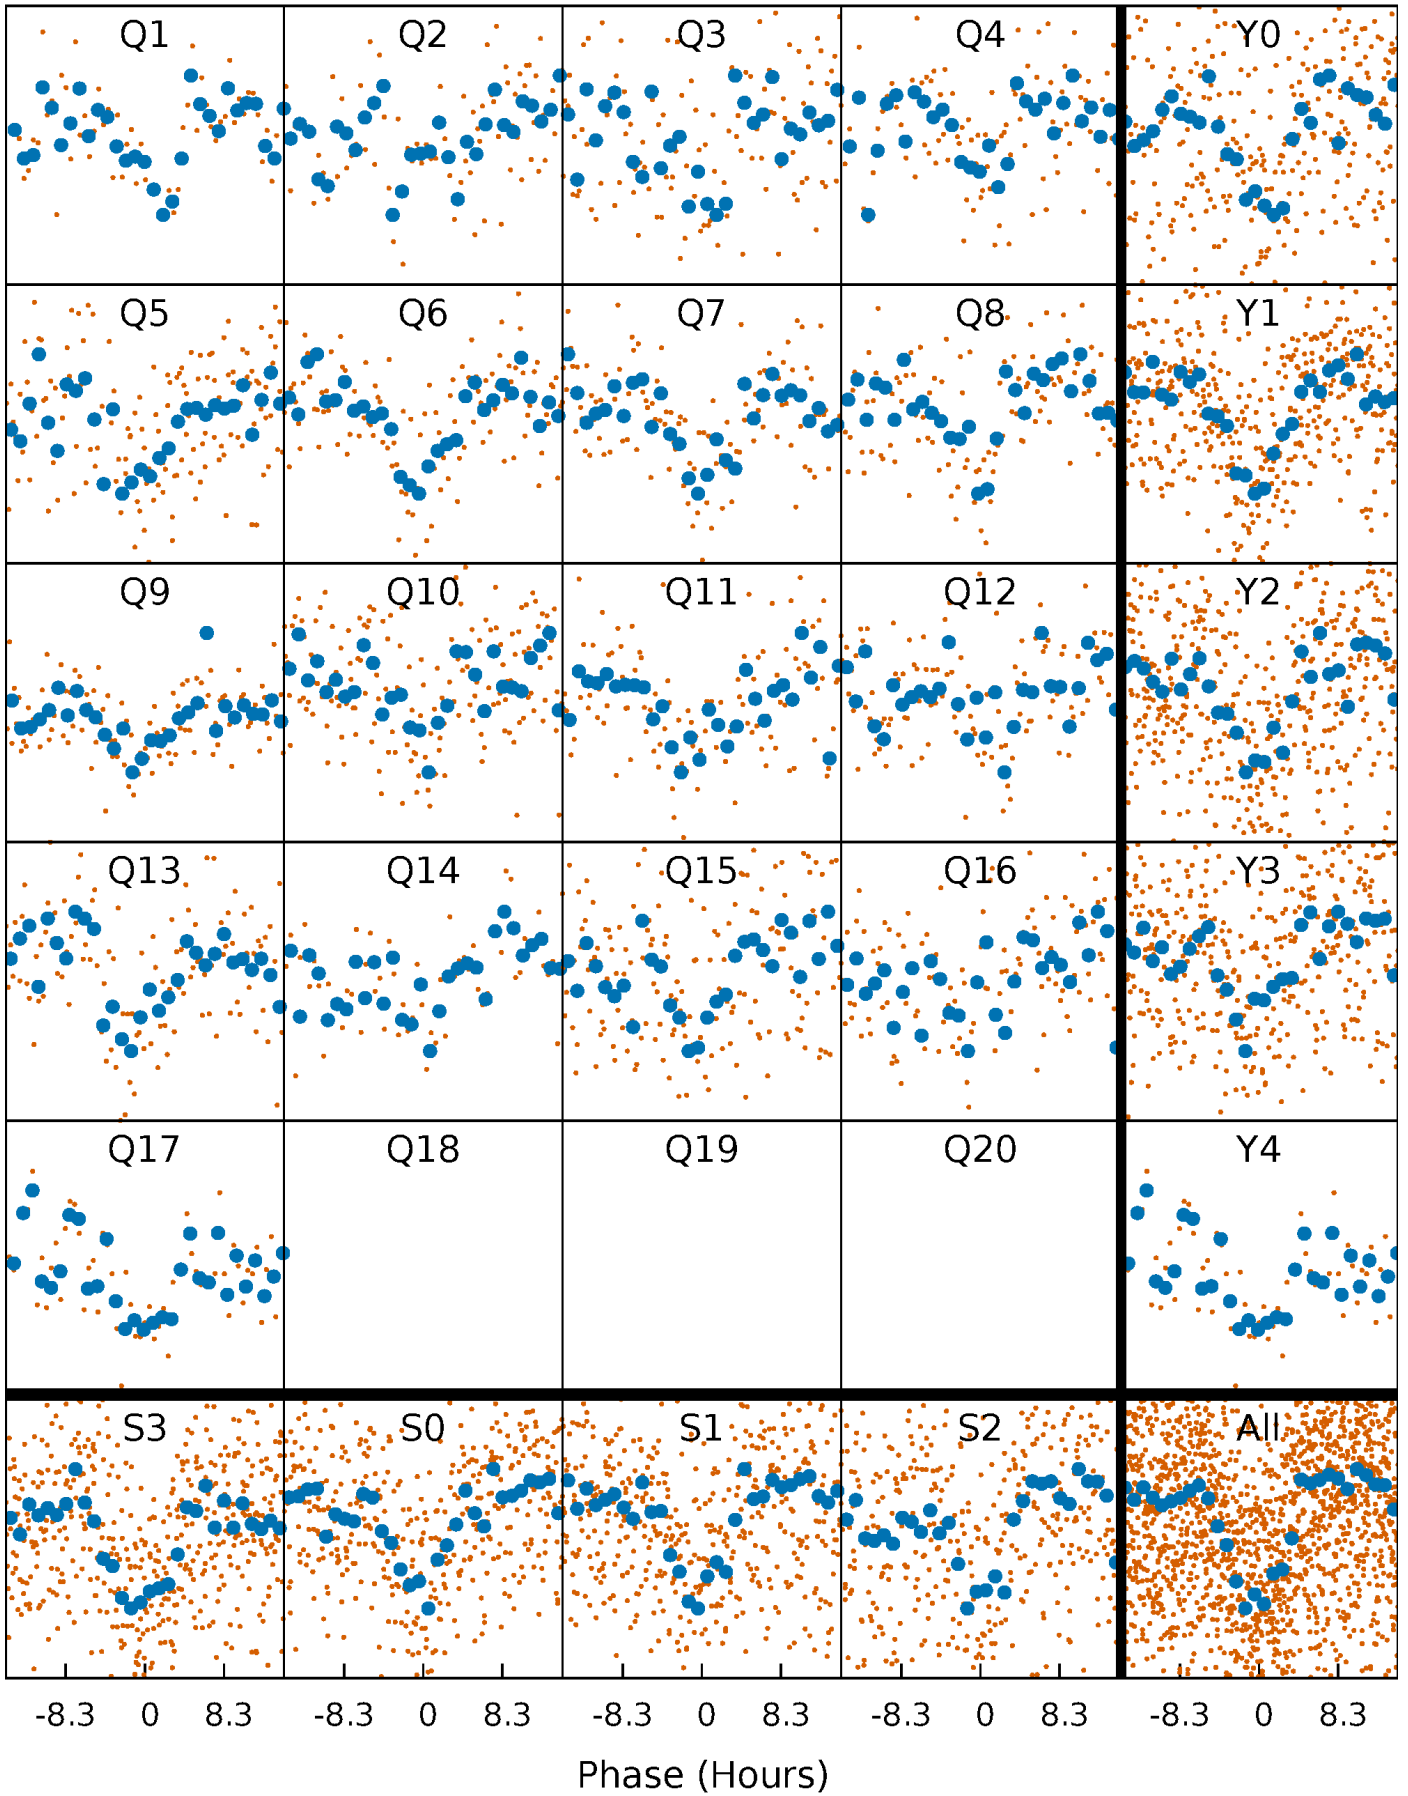 Q1 Q2 Q3 Q4 Y0
Q5 Q6 Q7 Q8 Y1
Q9 Q10 Q11 Q12 Y2
Q13 Q14 Q15 Q16 Y3
Q17 Q18 Q19 Q20 Y4
S3 S0 S1 S2 All
-8.3 0 8.3 -8.3 0 8.3 -8.3 0 8.3 -8.3 0 8.3 -8.3 0 8.3
Phase (Hours)